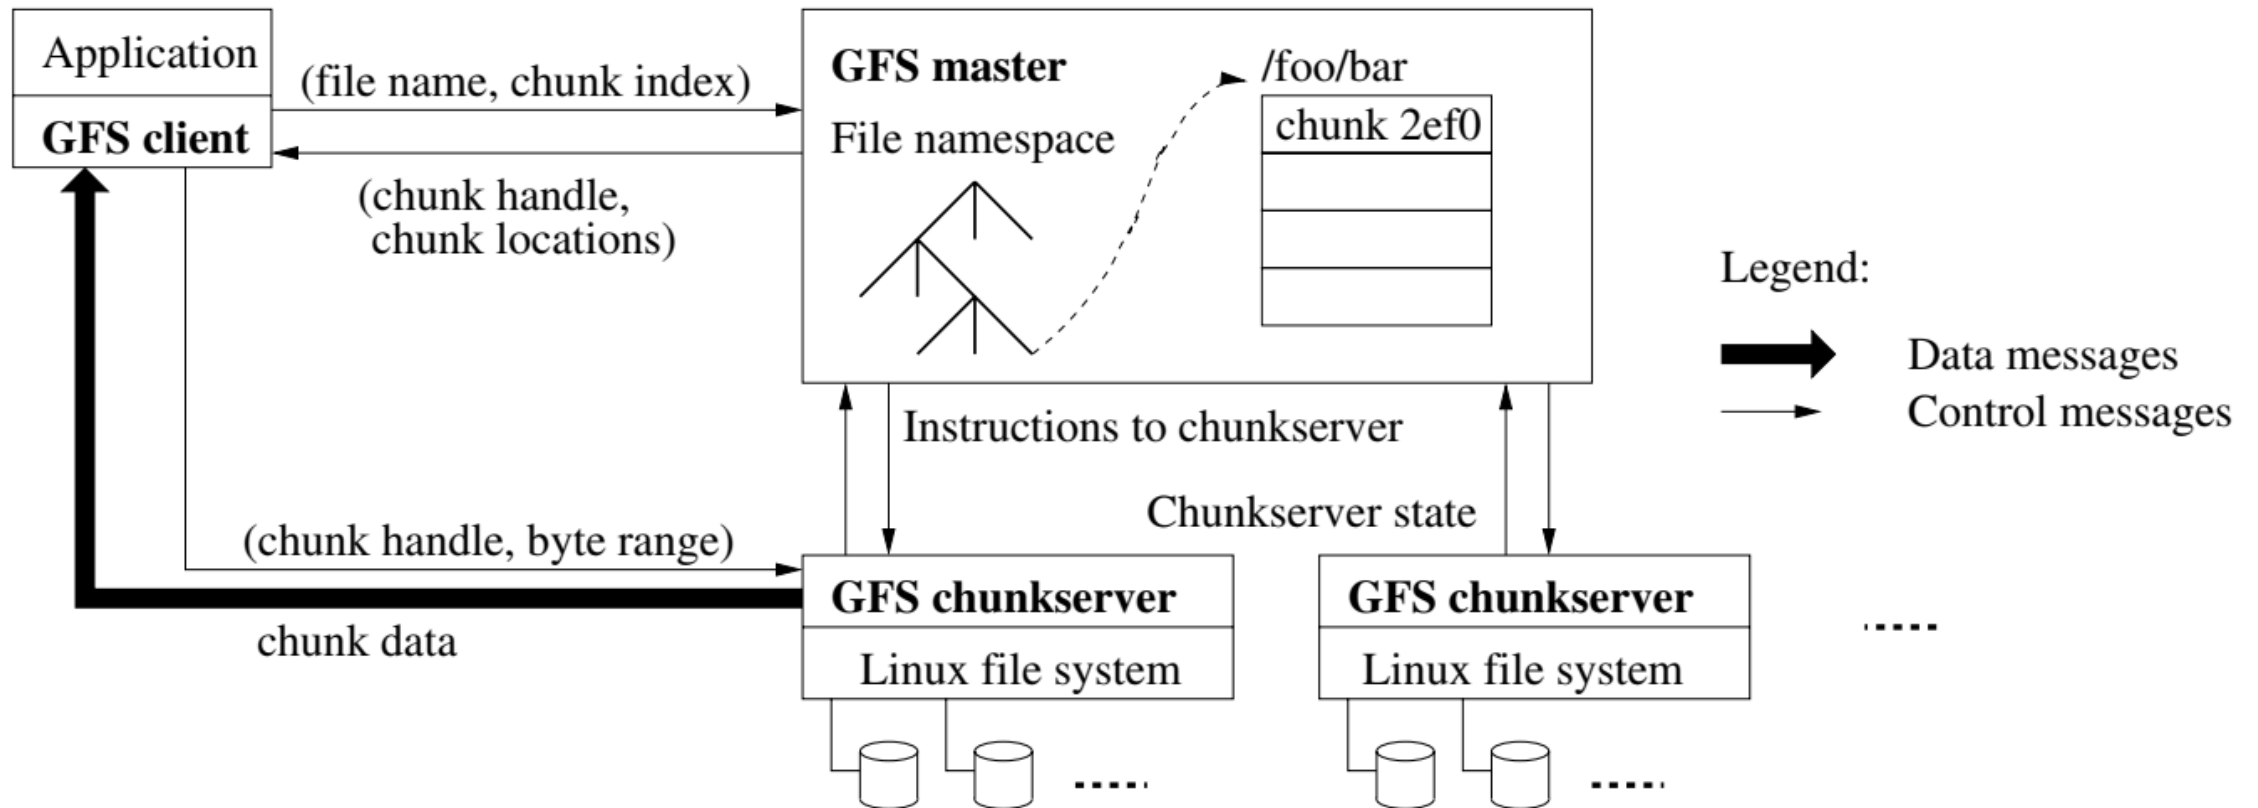 Application
GFS client
(file name, chunk index)
(chunk handle,
chunk locations)
GFS master
File namespace
/foo/bar
chunk 2ef0
Legend:
Data messages
Control messages
Instructions to chunkserver
Chunkserver state
(chunk handle, byte range)
chunk data
GFS chunkserver
Linux file system
GFS chunkserver
Linux file system